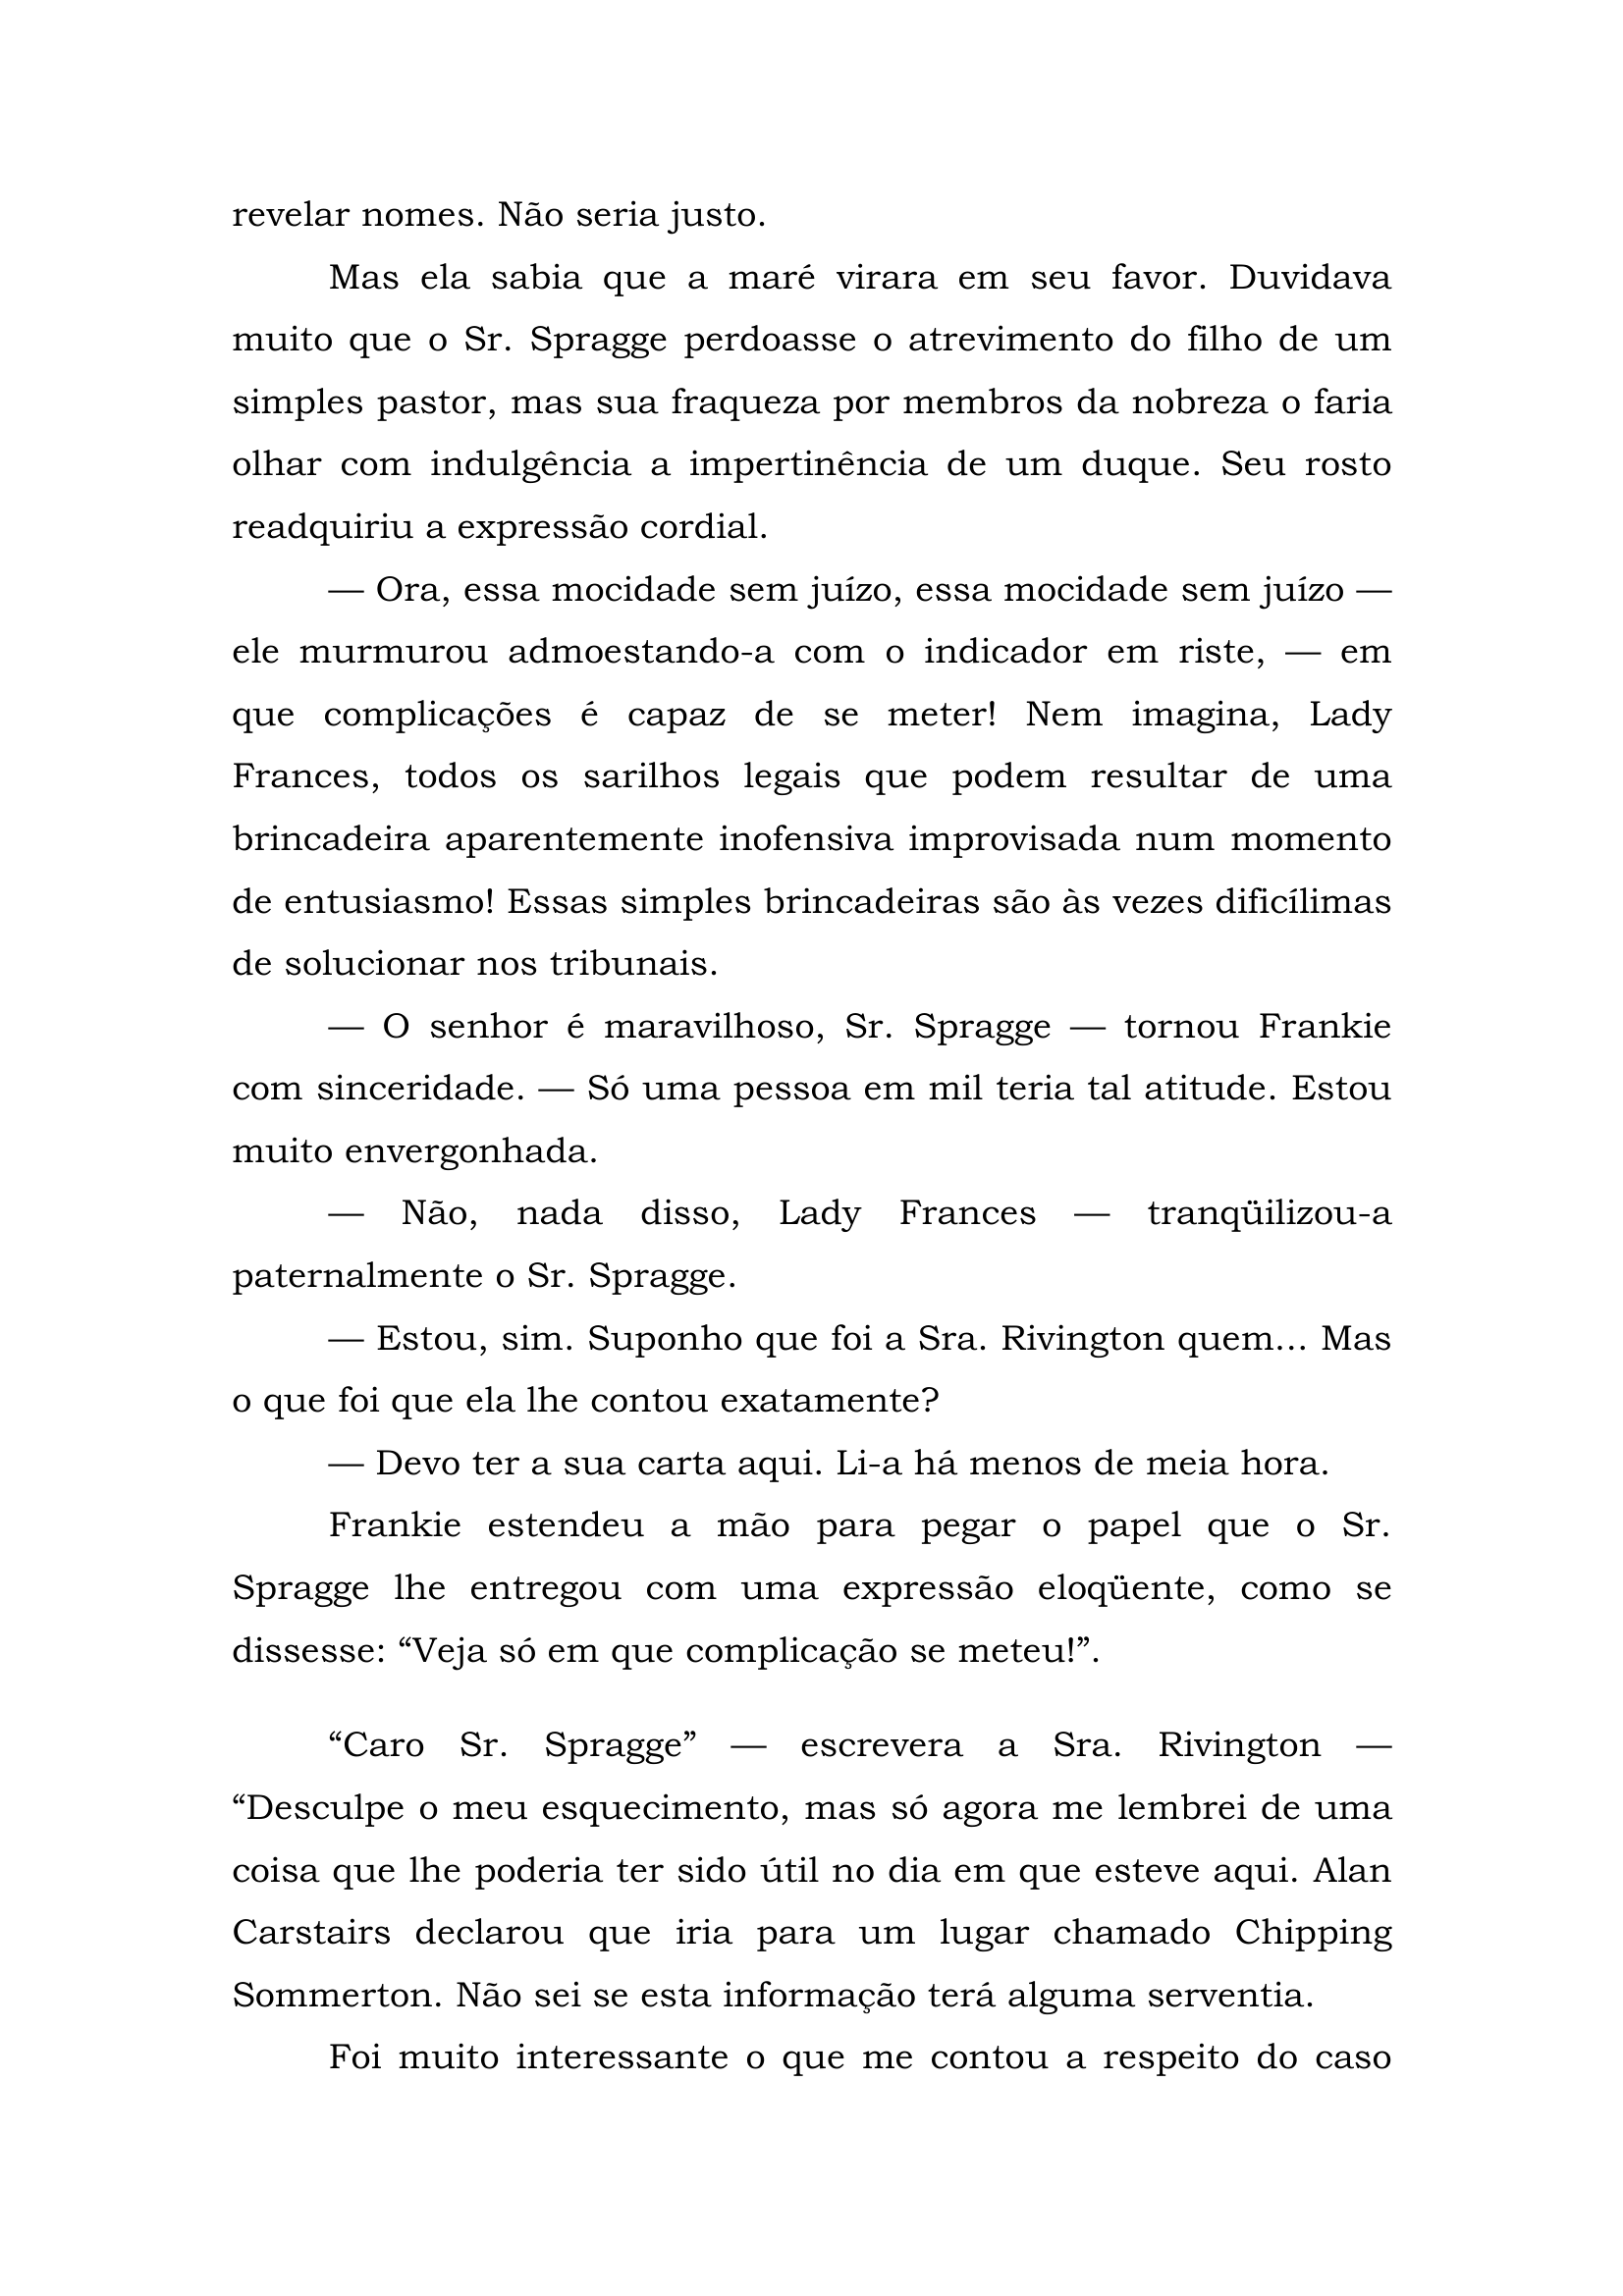 revelar nomes. Não seria justo.
Mas ela sabia que a maré virara em seu favor. Duvidava
muito que o Sr. Spragge perdoasse o atrevimento do filho de um
simples pastor, mas sua fraqueza por membros da nobreza o faria
olhar com indulgência a impertinência de um duque. Seu rosto
readquiriu a expressão cordial.
— Ora, essa mocidade sem juízo, essa mocidade sem juízo —
ele murmurou admoestando-a com o indicador em riste, — em
que complicações é capaz de se meter! Nem imagina, Lady
Frances, todos os sarilhos legais que podem resultar de uma
brincadeira aparentemente inofensiva improvisada num momento
de entusiasmo! Essas simples brincadeiras são às vezes dificílimas
de solucionar nos tribunais.
— O senhor é maravilhoso, Sr. Spragge — tornou Frankie
com sinceridade. — Só uma pessoa em mil teria tal atitude. Estou
muito envergonhada.
— Não, nada disso, Lady Frances — tranqüilizou-a
paternalmente o Sr. Spragge.
— Estou, sim. Suponho que foi a Sra. Rivington quem... Mas
o que foi que ela lhe contou exatamente?
— Devo ter a sua carta aqui. Li-a há menos de meia hora.
Frankie estendeu a mão para pegar o papel que o Sr.
Spragge lhe entregou com uma expressão eloqüente, como se
dissesse: “Veja só em que complicação se meteu!”.
“Caro Sr. Spragge” — escrevera a Sra. Rivington —
“Desculpe o meu esquecimento, mas só agora me lembrei de uma
coisa que lhe poderia ter sido útil no dia em que esteve aqui. Alan
Carstairs declarou que iria para um lugar chamado Chipping
Sommerton. Não sei se esta informação terá alguma serventia.
Foi muito interessante o que me contou a respeito do caso